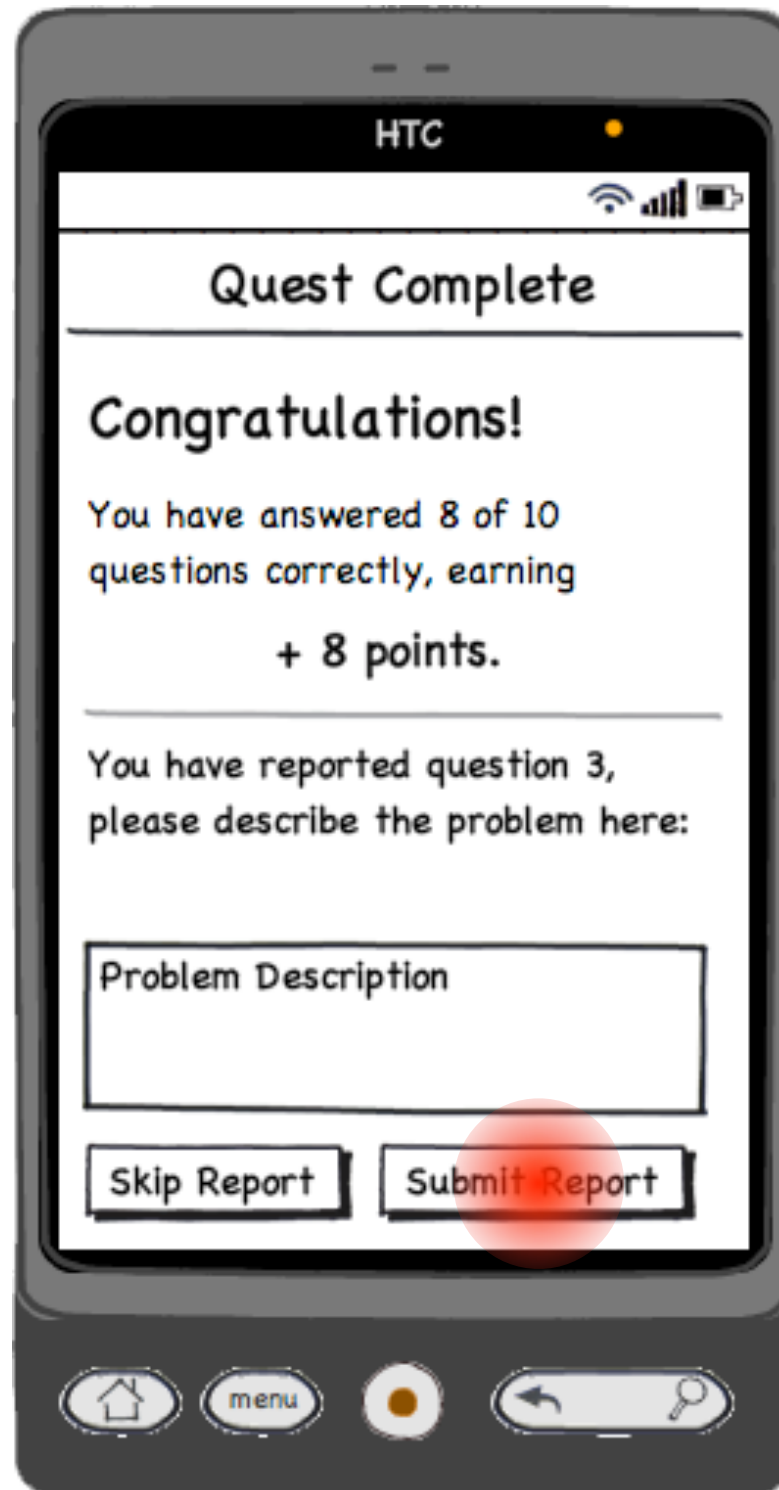 HTC
Quest Complete
Congratulations!
You have answered 8 of 10
questions correctly, earning
+ 8 points.
You have reported question 3,
please describe the problem here:
Problem Description
Skip Report
Submit Report
menu